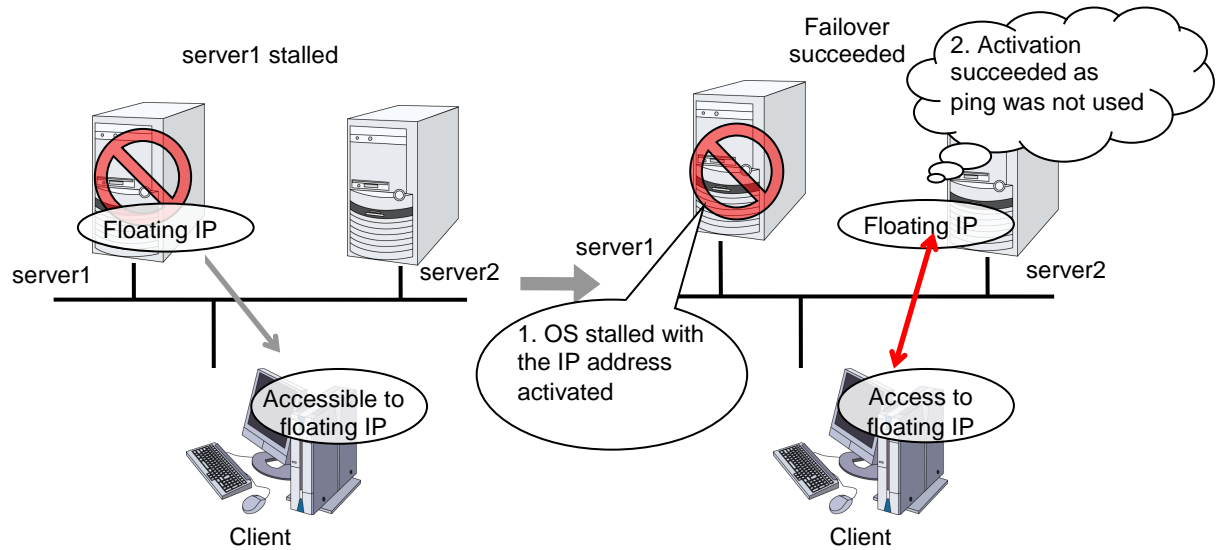 server1 stalled
Floating IP
server1
server2
Accessible to
floating IP
Client
Failover
succeeded
2. Activation
succeeded as
ping was not used
Floating IP
server1
server2
1. OS stalled with
the IP address
activated
Access to
floating IP
Client